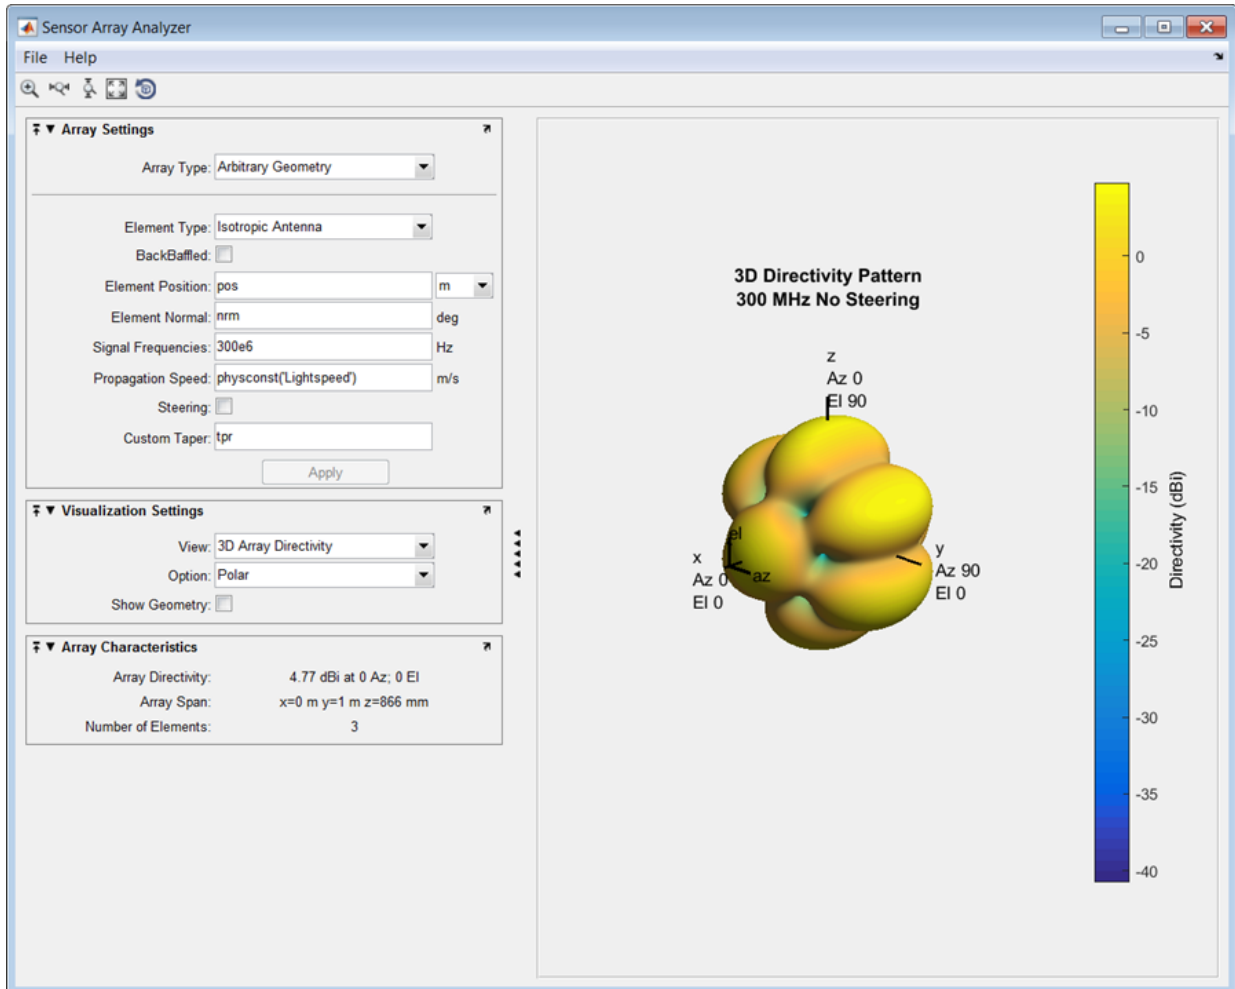 Sensor Array Analyzer
File Help
Array Settings
Array Type: Arbitrary Geometry
Element Type: Isotropic Antenna
BackBaffled:
Element Position: pos m
Element Normal: nrm deg
Signal Frequencies: 300e6 Hz
Propagation Speed: physconst('Lightspeed') m/s
Steering:
Custom Taper: tpr
Apply
Visualization Settings
View: 3D Array Directivity
Option: Polar
Show Geometry:
Array Characteristics
Array Directivity: 4.77 dBi at 0 Az; 0 El
Array Span: x=0 m y=1 m z=866 mm
Number of Elements: 3
3D Directivity Pattern
300 MHz No Steering
z
Az 0
El 90
el
az
x
Az 0
El 0
y
Az 90
El 0
0
-5
-10
-15
-20
-25
-30
-35
-40
Directivity (dBi)